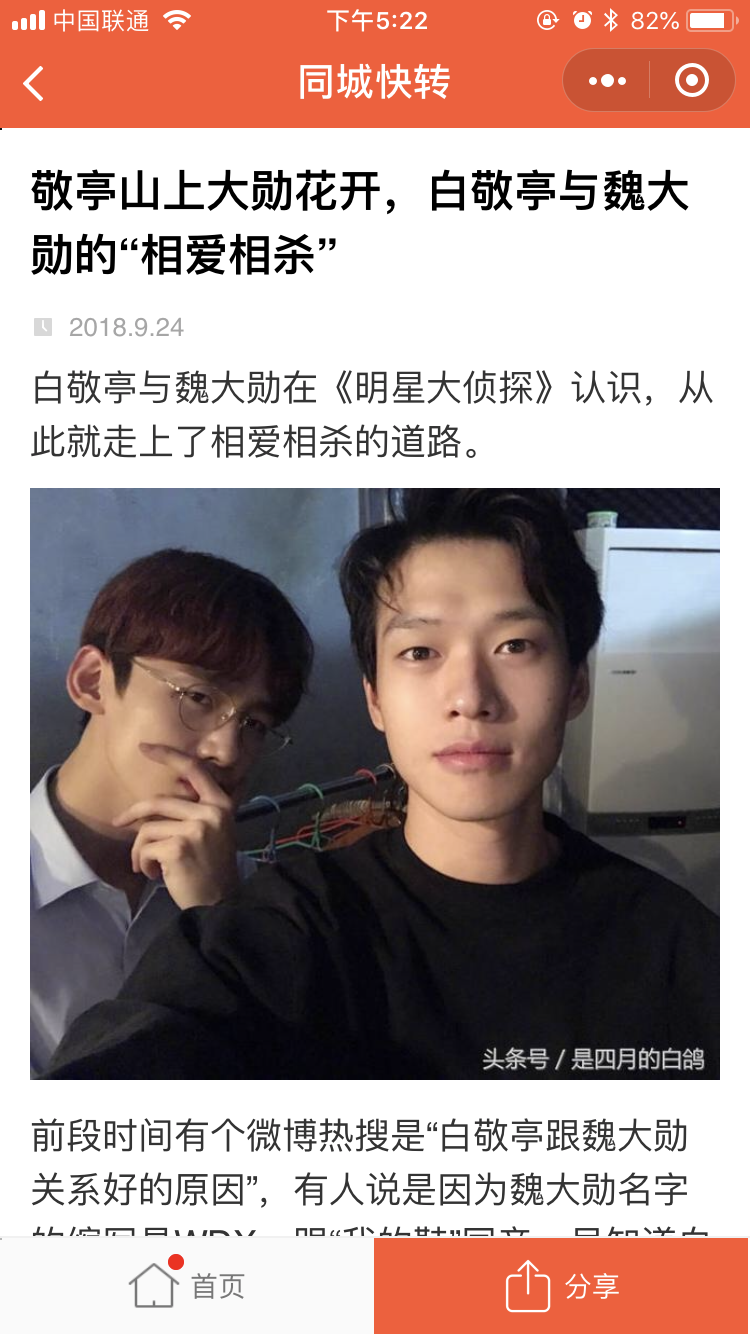 中国联通
下午5:22
82%
同城快转
敬亭山上大勋花开，白敬亭与魏大
勋的“相爱相杀”
2018.9.24
白敬亭与魏大勋在《明星大侦探》认识，从
此就走上了相爱相杀的道路。
头条号 / 是四月的白鸽
前段时间有个微博热搜是“白敬亭跟魏大勋
关系好的原因”，有人说是因为魏大勋名字
首页
分享